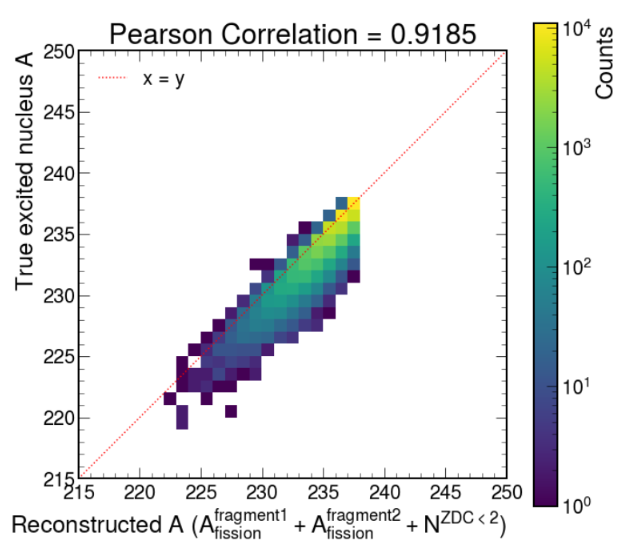 Pearson Correlation = 0.9185
True excited nucleus A
250
245
240
235
230
225
220
215
x = y
215 220 225 230 235 240 245 250
Reconstructed A (A^{fragment1}_{fission} + A^{fragment2}_{fission} + N^{ZDC < 2})
10^4
10^3
10^2
10^1
10^0
Counts